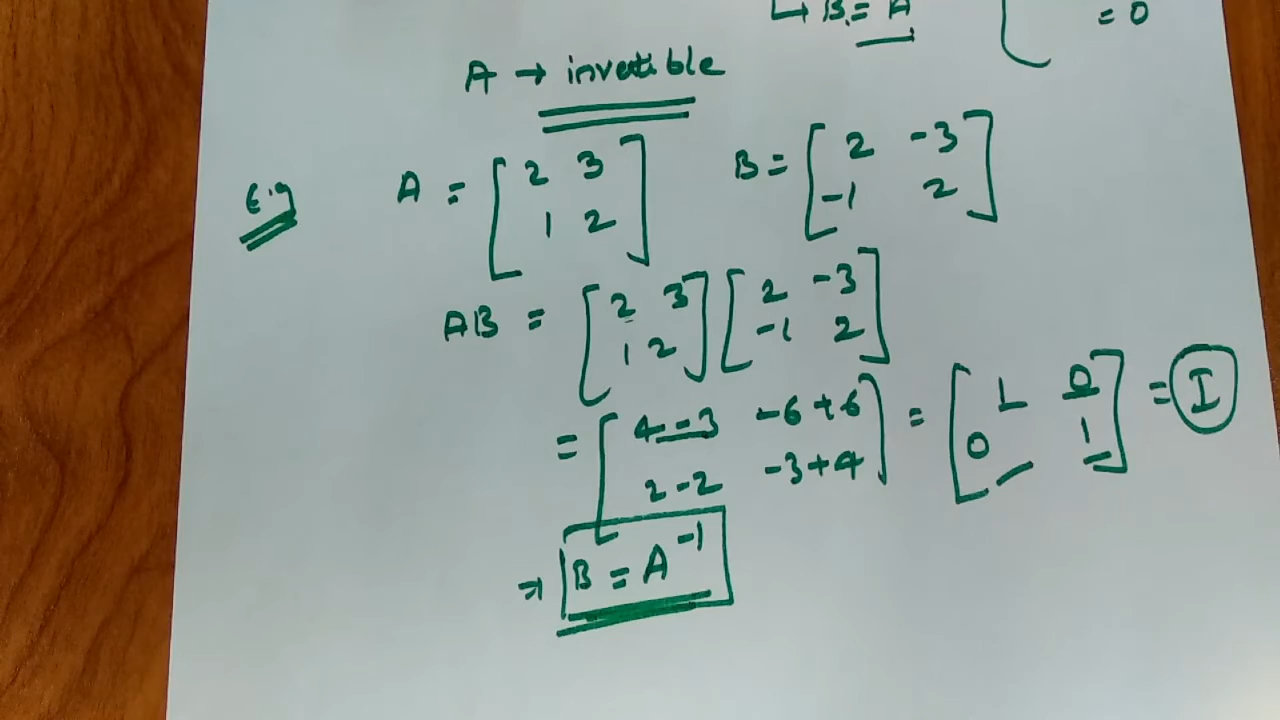 ↳ B = A
= 0
A → invertible
E.g
A = [2 3
1 2]
B = [2 -3
-1 2]
AB = [2 3
1 2] [2 -3
-1 2]
= [4 - 3 -6 + 6
2 - 2 -3 + 4] = [1 0
0 1] = I
⇒ B = A⁻¹